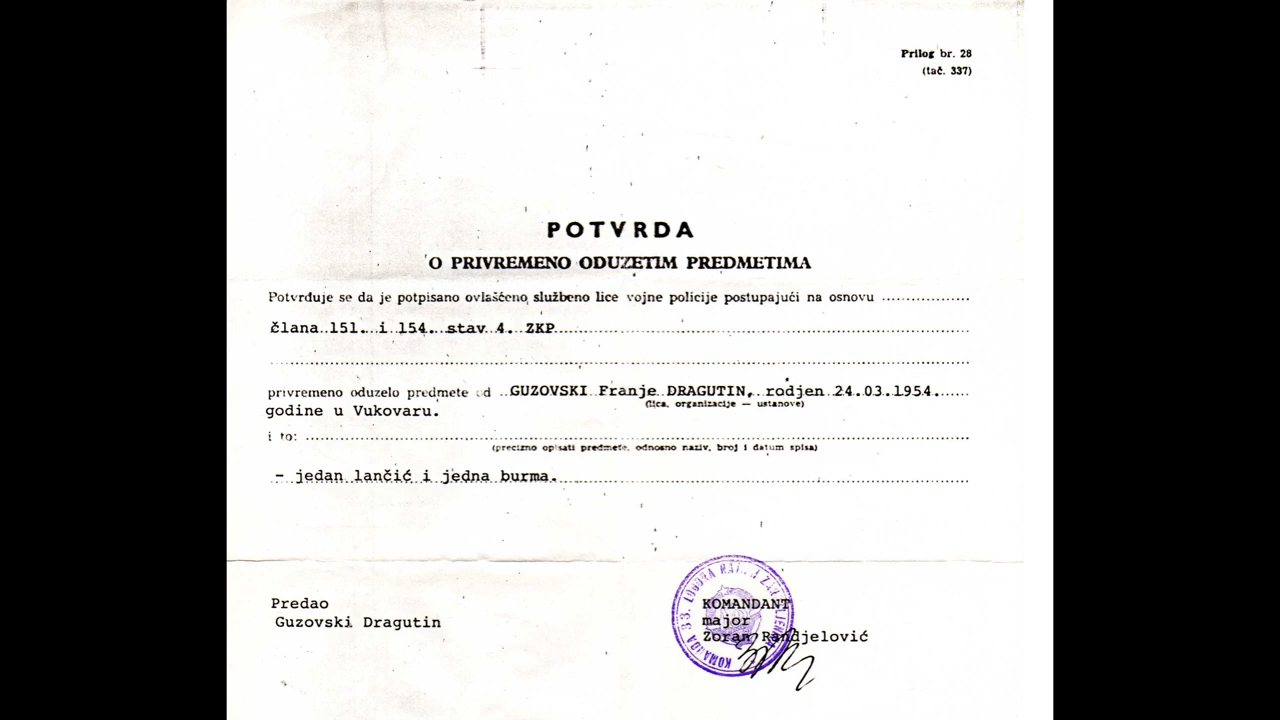 Prilog br. 28
(tač. 337)
POTVRDA
O PRIVREMENO ODUZETIM PREDMETIMA
Potvrđuje se da je potpisano ovlašćeno službeno lice vojne policije postupajući na osnovu
člana 151. i 154. stav 4. ZKP
privremeno oduzelo predmete od GUZOVSKI Franje DRAGUTIN, rodjen 24.03.1954.
(lica, organizacije — ustanove)
godine u Vukovaru.
i to:
(precizno opisati predmete, odnosno naziv, broj i datum spisa)
- jedan lančić i jedna burma.
Predao
Guzovski Dragutin
KOMANDANT
major
Zoran Randjelović
KOMANDA LOGORA